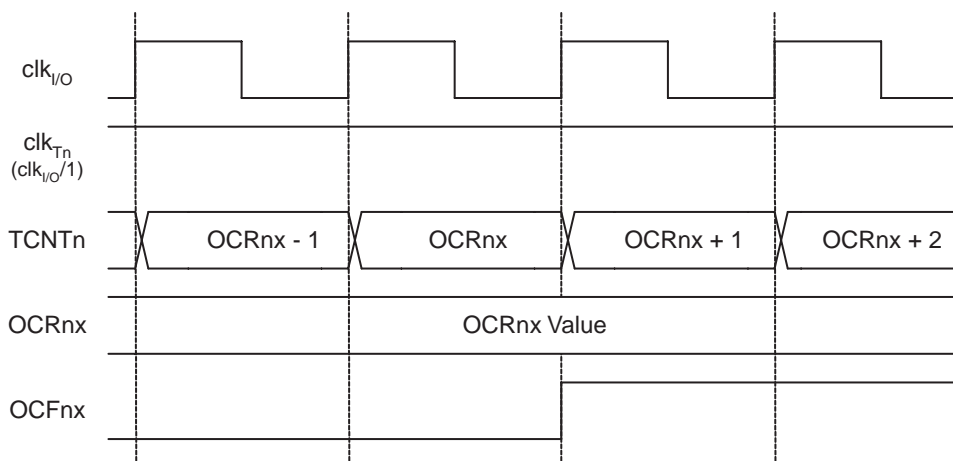 clkI/O
clkTn
(clkI/O/1)
TCNTn OCRnx - 1 OCRnx OCRnx + 1 OCRnx + 2
OCRnx OCRnx Value
OCFnx